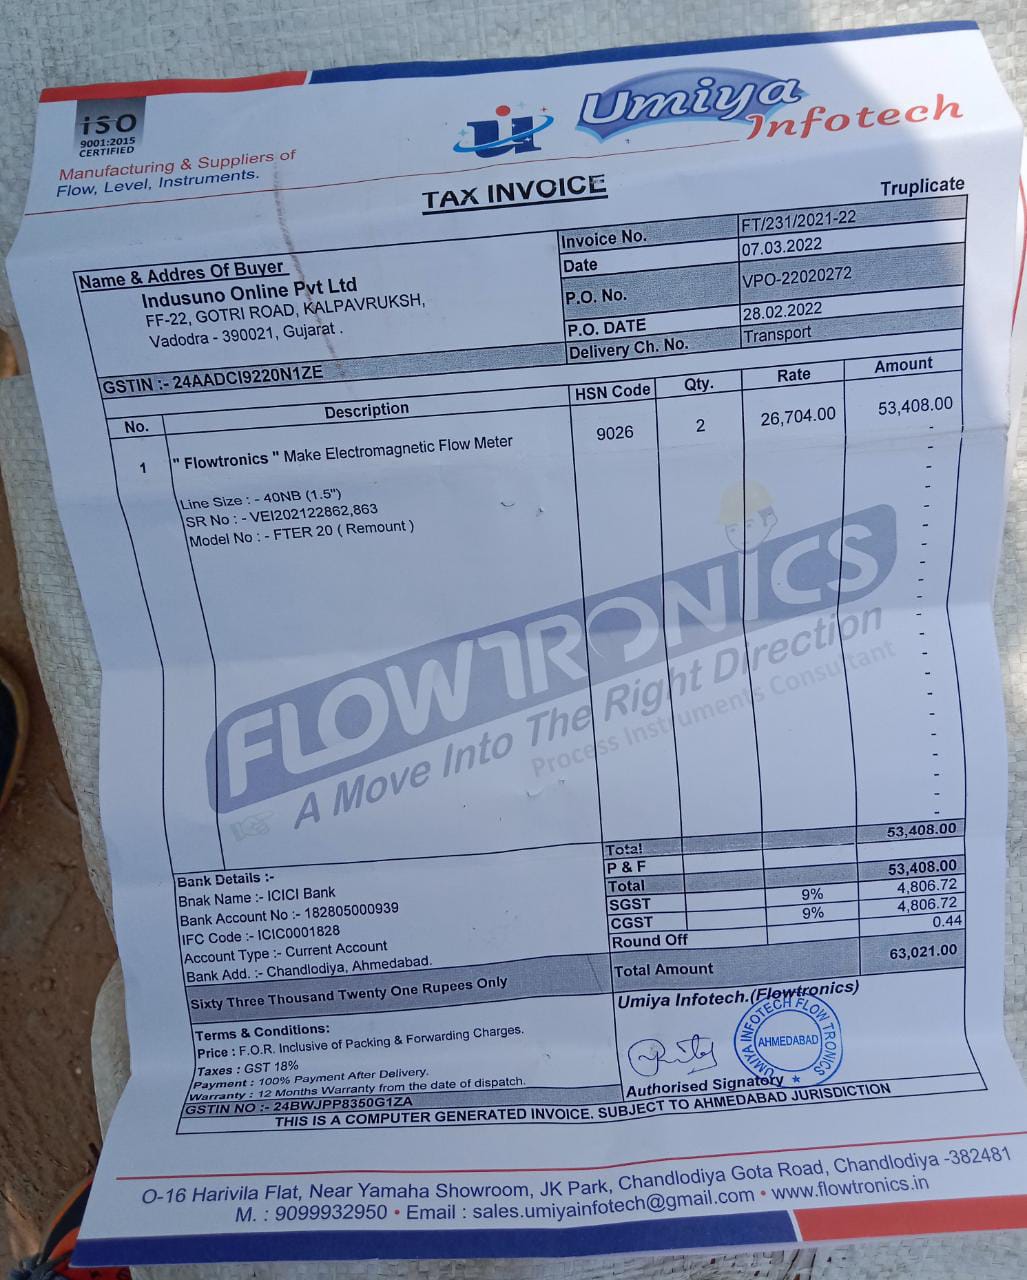 ISO
9001:2015
CERTIFIED
Manufacturing & Suppliers of
Flow, Level, Instruments.
Umiya
Infotech
TAX INVOICE
Truplicate
Name & Addres Of Buyer
Indusuno Online Pvt Ltd
FF-22, GOTRI ROAD, KALPAVRUKSH,
Vadodra - 390021, Gujarat .
GSTIN :- 24AADCI9220N1ZE
Invoice No. FT/231/2021-22
Date 07.03.2022
P.O. No. VPO-22020272
P.O. DATE 28.02.2022
Delivery Ch. No. Transport
No. Description HSN Code Qty. Rate Amount
1 " Flowtronics " Make Electromagnetic Flow Meter 9026 2 26,704.00 53,408.00
Line Size : - 40NB (1.5")
SR No : - VEI202122862,863
Model No : - FTER 20 ( Remount )
FLOWTRONICS
A Move Into The Right Direction
Process Instruments Consultant
Total 53,408.00
P & F
Total 53,408.00
SGST 9% 4,806.72
CGST 9% 4,806.72
Round Off 0.44
Total Amount 63,021.00
Bank Details :-
Bnak Name :- ICICI Bank
Bank Account No :- 182805000939
IFC Code :- ICIC0001828
Account Type :- Current Account
Bank Add. :- Chandlodiya, Ahmedabad.
Sixty Three Thousand Twenty One Rupees Only
Terms & Conditions:
Price : F.O.R. Inclusive of Packing & Forwarding Charges.
Taxes : GST 18%
Payment : 100% Payment After Delivery.
Warranty : 12 Months Warranty from the date of dispatch.
GSTIN NO :- 24BWJPP8350G1ZA
Umiya Infotech.(Flowtronics)
UMIYA INFOTECH FLOW TRONICS
AHMEDABAD
Authorised Signatory
THIS IS A COMPUTER GENERATED INVOICE. SUBJECT TO AHMEDABAD JURISDICTION
O-16 Harivila Flat, Near Yamaha Showroom, JK Park, Chandlodiya Gota Road, Chandlodiya -382481
M. : 9099932950 • Email : sales.umiyainfotech@gmail.com • www.flowtronics.in